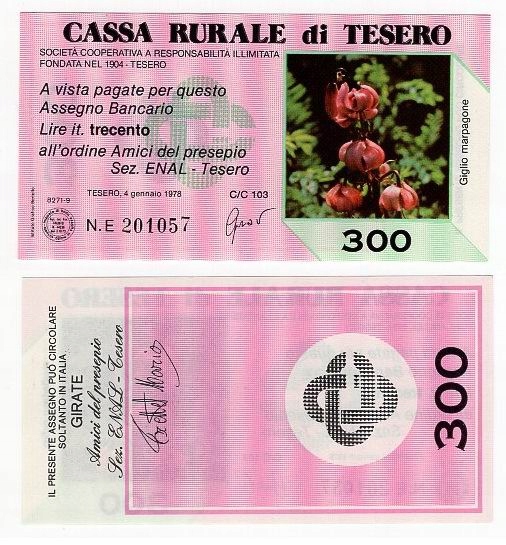 CASSA RURALE di TESERO
SOCIETÀ COOPERATIVA A RESPONSABILITÀ ILLIMITATA
FONDATA NEL 1904 - TESERO
A vista pagate per questo
Assegno Bancario
Lire it. trecento
all'ordine Amici del presepio
Sez. ENAL - Tesero
TESERO, 4 gennaio 1978 C/C 103
8271-9
N.E 201057
Giglio marpagone
300
IL PRESENTE ASSEGNO PUÒ CIRCOLARE
SOLTANTO IN ITALIA
GIRATE
Amici del presepio
Sez. ENAL - Tesero
300